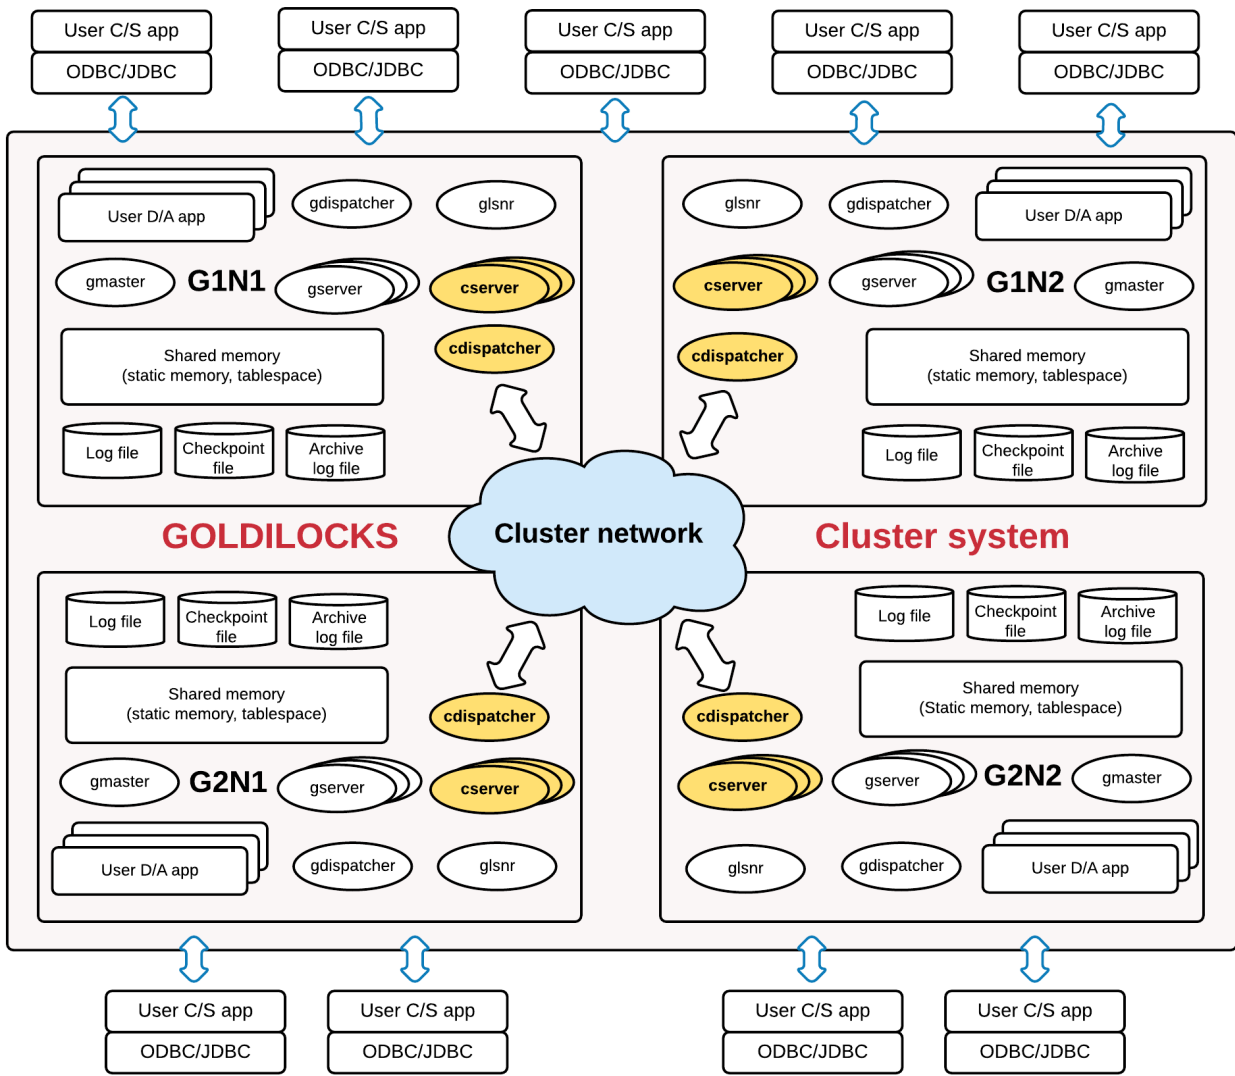 User C/S app
ODBC/JDBC
User C/S app
ODBC/JDBC
User C/S app
ODBC/JDBC
User C/S app
ODBC/JDBC
User C/S app
ODBC/JDBC
User D/A app
gdispatcher
glsnr
gmaster
G1N1
gserver
cserver
cdispatcher
Shared memory
(static memory, tablespace)
Log file
Checkpoint
file
Archive
log file
glsnr
gdispatcher
User D/A app
cserver
gserver
G1N2
gmaster
cdispatcher
Shared memory
(static memory, tablespace)
Log file
Checkpoint
file
Archive
log file
GOLDILOCKS
Cluster network
Cluster system
Log file
Checkpoint
file
Archive
log file
Shared memory
(static memory, tablespace)
cdispatcher
gmaster
G2N1
gserver
cserver
User D/A app
gdispatcher
glsnr
Log file
Checkpoint
file
Archive
log file
Shared memory
(Static memory, tablespace)
cdispatcher
cserver
gserver
G2N2
gmaster
glsnr
gdispatcher
User D/A app
User C/S app
ODBC/JDBC
User C/S app
ODBC/JDBC
User C/S app
ODBC/JDBC
User C/S app
ODBC/JDBC